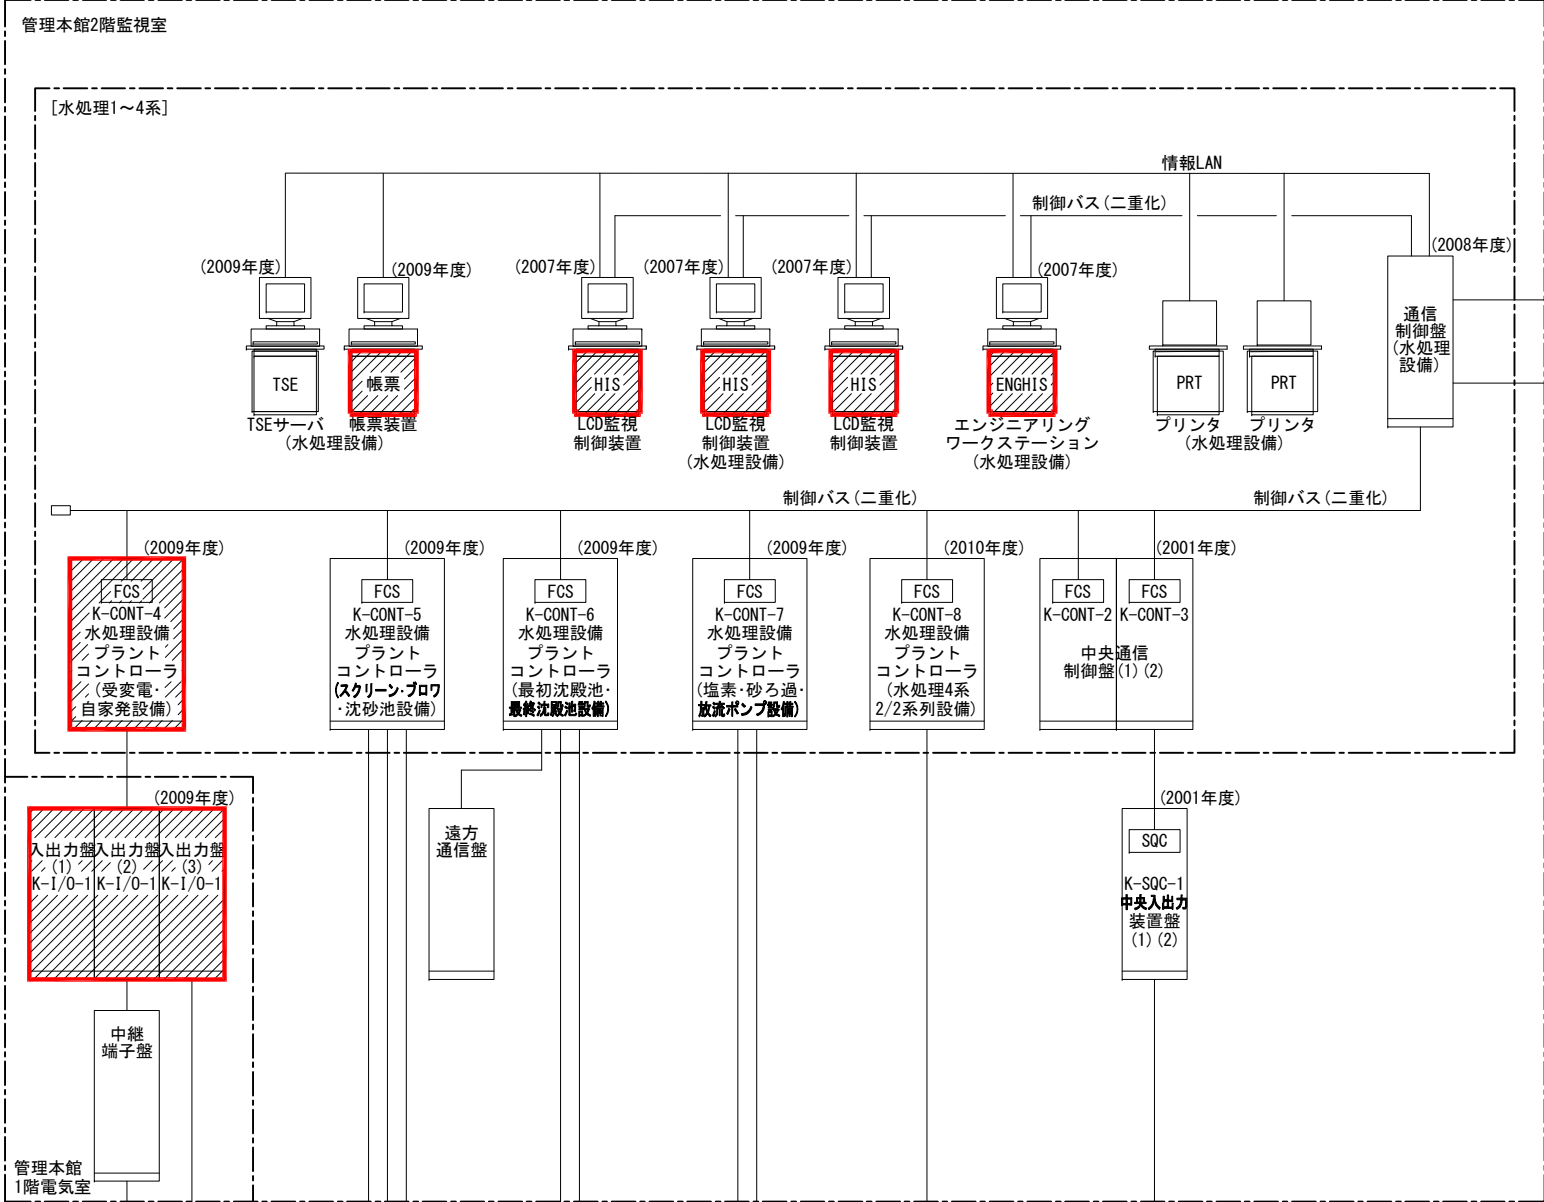 管理本館2階監視室
[水処理1～4系]
情報LAN
制御バス(二重化)
(2008年度)
(2009年度)
(2009年度)
(2007年度)
(2007年度)
(2007年度)
(2007年度)
通信
制御盤
(水処理
設備)
TSE
帳票
HIS
HIS
HIS
ENGHIS
PRT
PRT
TSEサーバ
帳票装置
(水処理設備)
LCD監視
制御装置
LCD監視
制御装置
(水処理設備)
LCD監視
制御装置
エンジニアリング
ワークステーション
(水処理設備)
プリンタ
プリンタ
(水処理設備)
制御バス(二重化)
制御バス(二重化)
(2009年度)
FCS
K-CONT-4
水処理設備
プラント
コントローラ
(受変電・
自家発設備)
(2009年度)
FCS
K-CONT-5
水処理設備
プラント
コントローラ
(スクリーン・ブロワ
・沈砂池設備)
(2009年度)
FCS
K-CONT-6
水処理設備
プラント
コントローラ
(最初沈殿池・
最終沈殿池設備)
(2009年度)
FCS
K-CONT-7
水処理設備
プラント
コントローラ
(塩素・砂ろ過・
放流ポンプ設備)
(2010年度)
FCS
K-CONT-8
水処理設備
プラント
コントローラ
(水処理4系
2/2系列設備)
(2001年度)
FCS
FCS
K-CONT-2
K-CONT-3
中央通信
制御盤(1)(2)
(2009年度)
入出力盤
(1)
K-I/O-1
入出力盤
(2)
K-I/O-1
入出力盤
(3)
K-I/O-1
遠方
通信盤
(2001年度)
SQC
K-SQC-1
中央入出力
装置盤
(1)(2)
中継
端子盤
管理本館
1階電気室